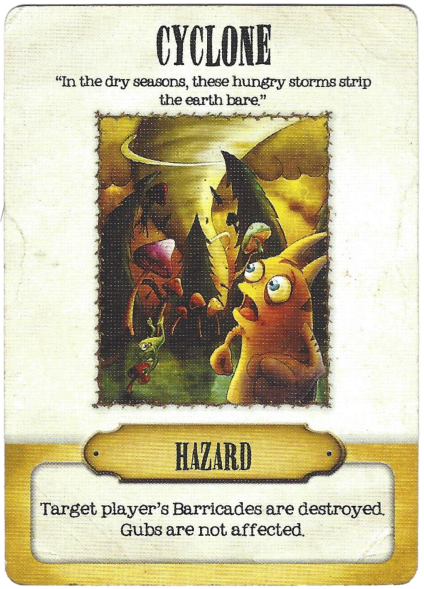 CYCLONE
“In the dry seasons, these hungry storms strip
the earth bare.”
HAZARD
Target player’s Barricades are destroyed.
Gubs are not affected.